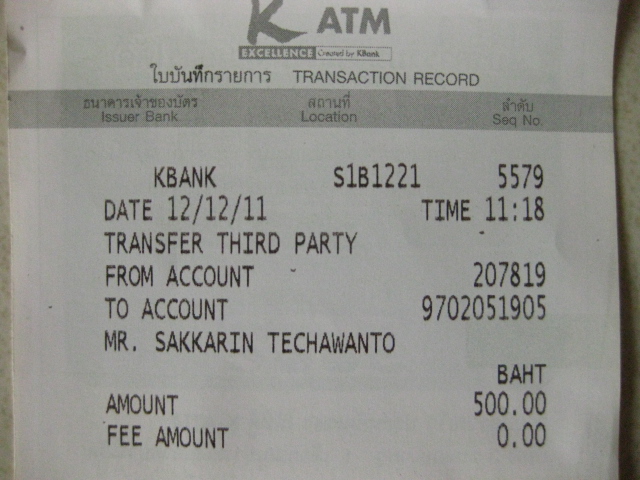 K ATM
EXCELLENCE Created by KBank
ใบบันทึกรายการ TRANSACTION RECORD
ธนาคารเจ้าของบัตร สถานที่ ลำดับ
Issuer Bank Location Seq No
KBANK S1B1221 5579
DATE 12/12/11 TIME 11:18
TRANSFER THIRD PARTY
FROM ACCOUNT 207819
TO ACCOUNT 9702051905
MR. SAKKARIN TECHAWANTO
BAHT
AMOUNT 500.00
FEE AMOUNT 0.00